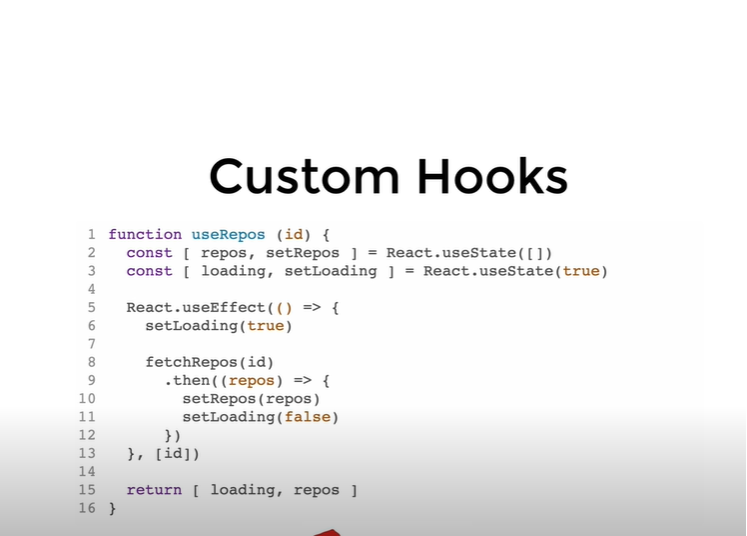 Custom Hooks
1 function useRepos (id) {
2   const [ repos, setRepos ] = React.useState([])
3   const [ loading, setLoading ] = React.useState(true)
4
5   React.useEffect(() => {
6     setLoading(true)
7
8     fetchRepos(id)
9       .then((repos) => {
10         setRepos(repos)
11         setLoading(false)
12       })
13   }, [id])
14
15   return [ loading, repos ]
16 }